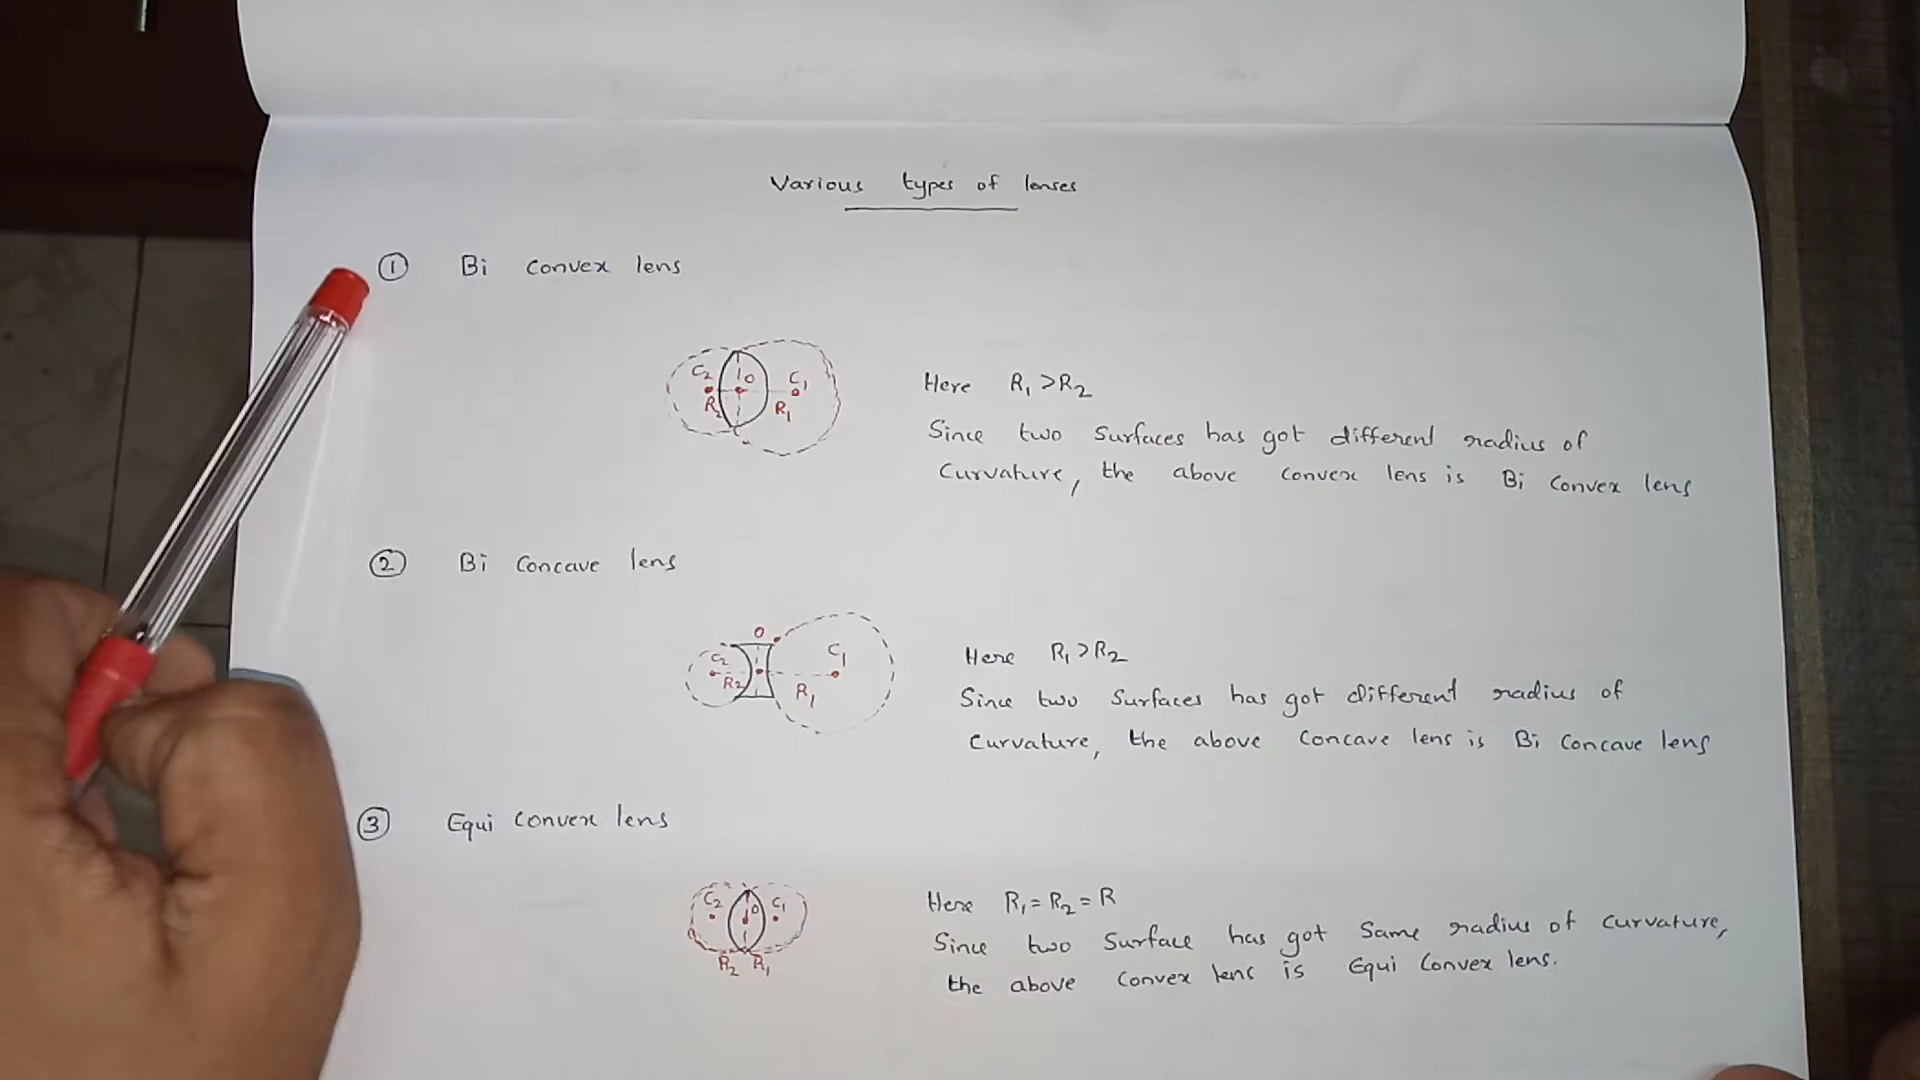 Various types of lenses
① Bi Convex lens
C₂ O C₁
R₂ R₁
Here R₁ >R₂
Since two Surfaces has got different radius of
Curvature, the above convex lens is Bi Convex lens
② Bi Concave lens
O
C₂ C₁
R₂ R₁
Here R₁>R₂
Since two Surfaces has got different radius of
Curvature, the above Concave lens is Bi Concave lens
③ Equi Convex lens
C₂ O C₁
R₂ R₁
Here R₁= R₂ = R
Since two Surface has got Same radius of Curvature,
the above Convex lens is Equi Convex lens.